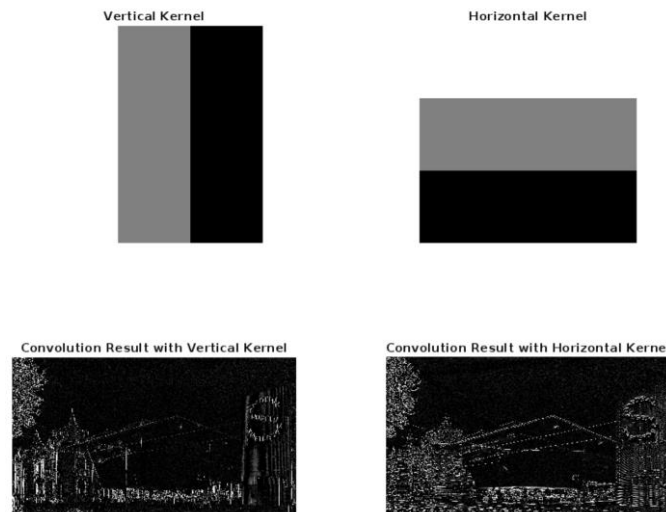 Vertical Kernel
Horizontal Kernel
Convolution Result with Vertical Kernel
Convolution Result with Horizontal Kerne